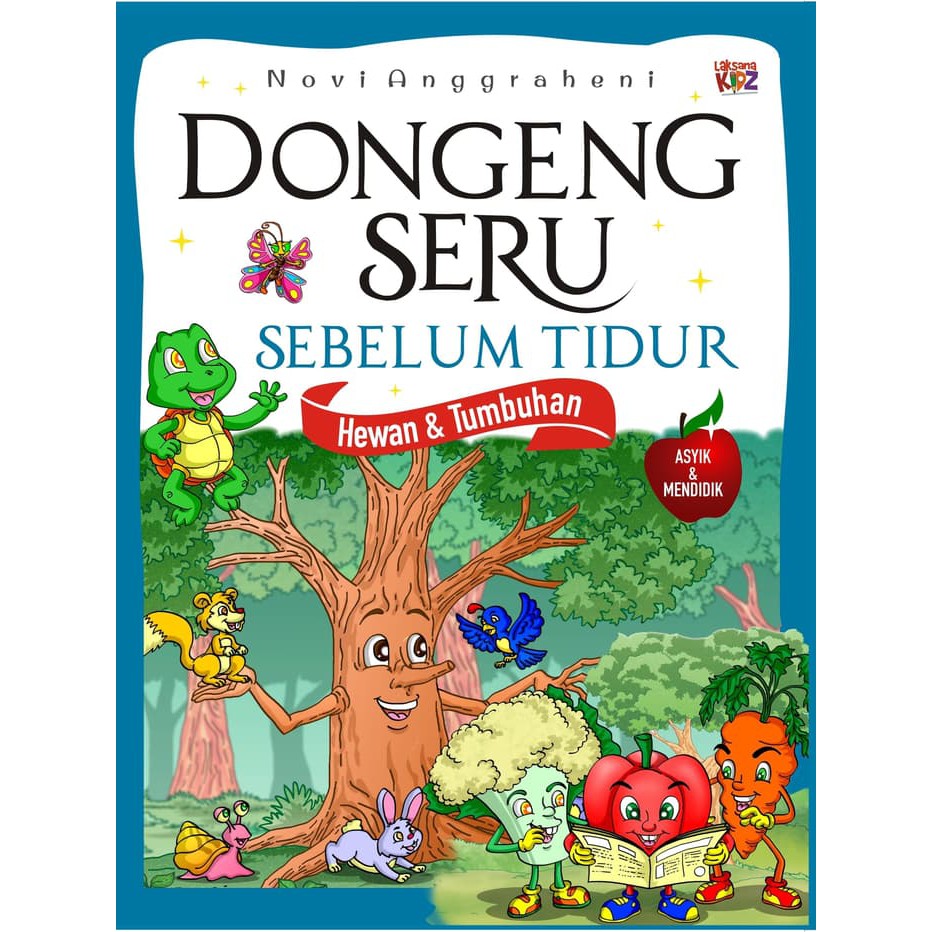 Novi Anggraheni
Laksana
KiDZ
DONGENG
SERU
SEBELUM TIDUR
Hewan & Tumbuhan
ASYIK
&
MENDIDIK